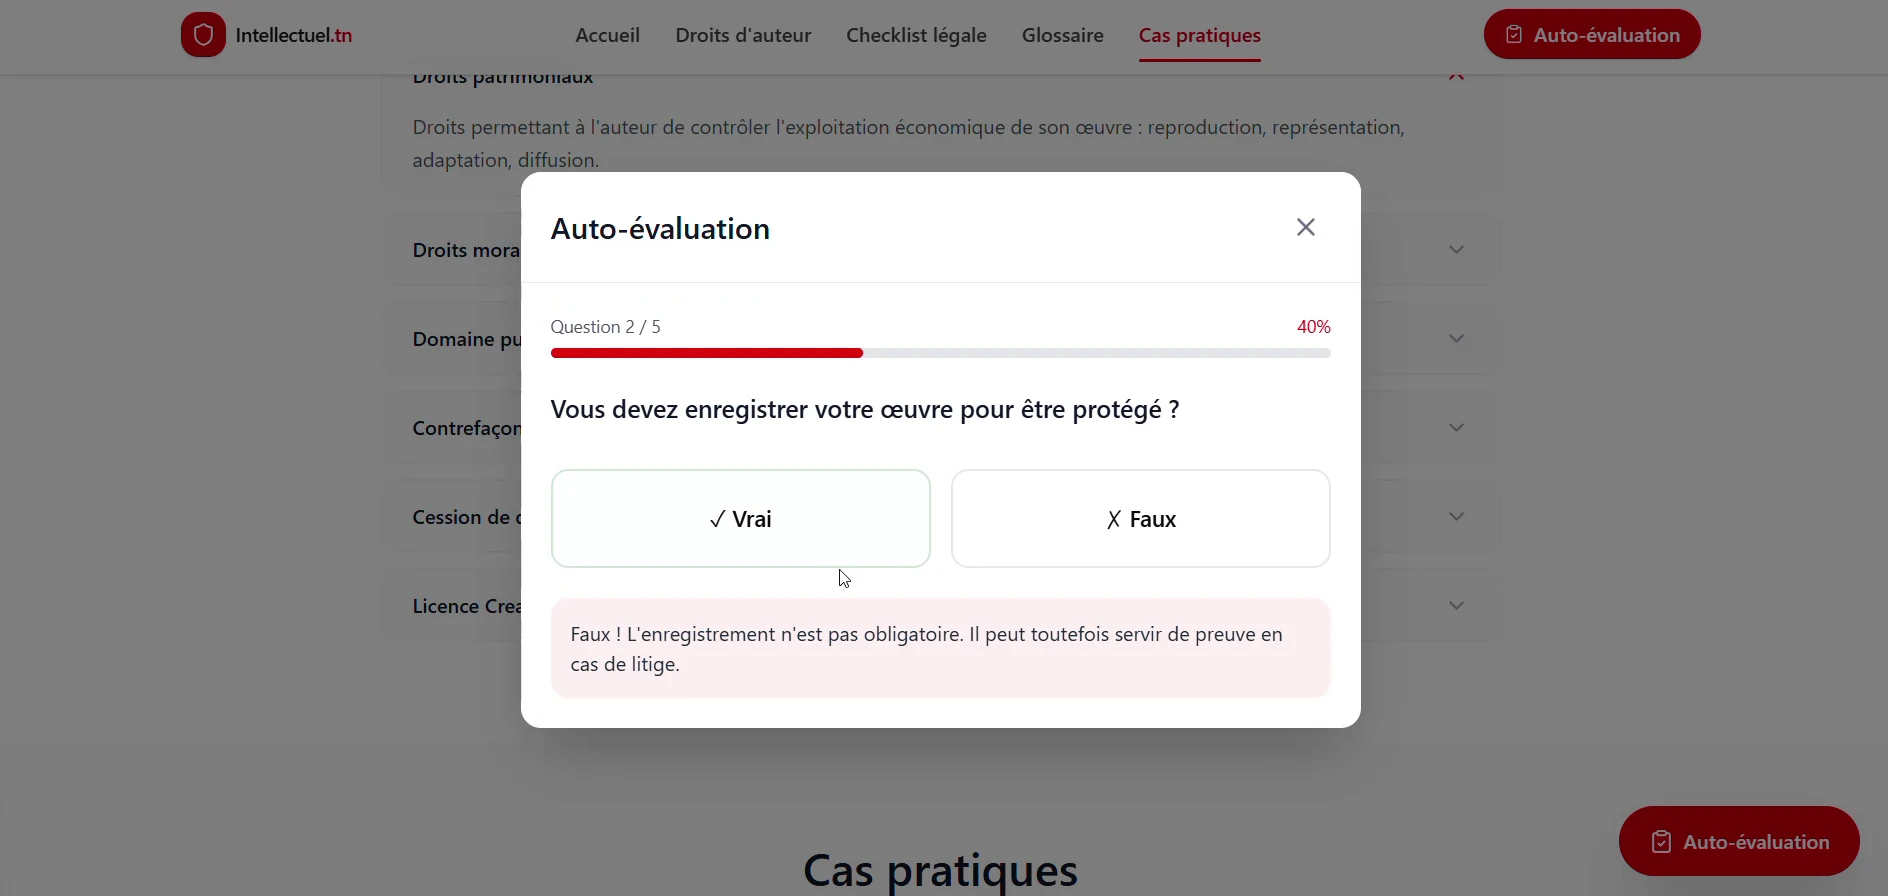 Intellectuel.tn
Accueil
Droits d'auteur
Checklist légale
Glossaire
Cas pratiques
Auto-évaluation
Droits patrimoniaux
Droits permettant à l'auteur de contrôler l'exploitation économique de son œuvre : reproduction, représentation,
adaptation, diffusion.
Auto-évaluation
Droits mora
Question 2 / 5
40%
Domaine pu
Vous devez enregistrer votre œuvre pour être protégé ?
Contrefaçon
✓ Vrai
✗ Faux
Cession de
Licence Crea
Faux ! L'enregistrement n'est pas obligatoire. Il peut toutefois servir de preuve en
cas de litige.
Auto-évaluation
Cas pratiques